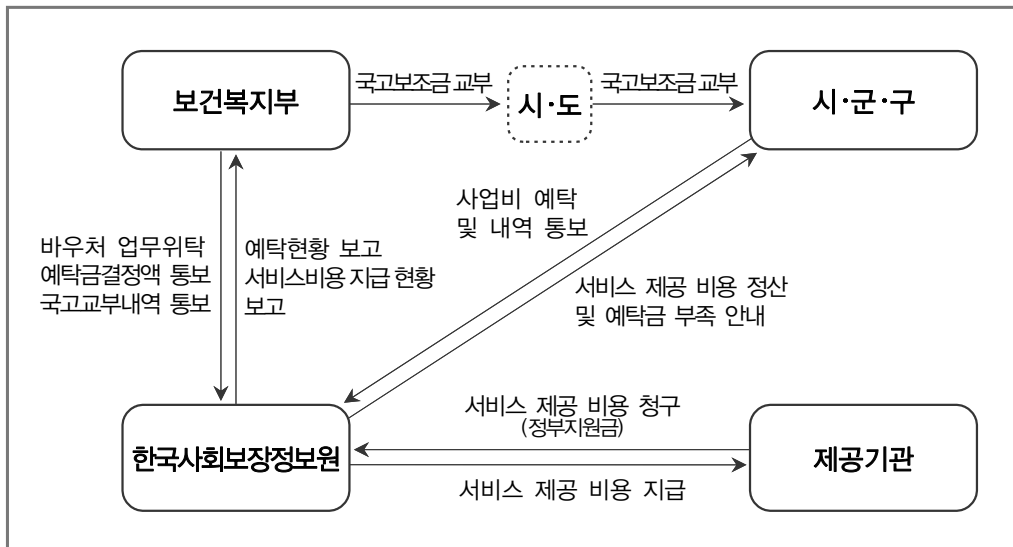 국고보조금 교부
국고보조금 교부
보건복지부
시·도
시·군·구
사업비 예탁
및 내역 통보
바우처 업무위탁
예탁금결정액 통보
국고교부내역 통보
예탁현황 보고
서비스비용 지급 현황
보고
서비스 제공 비용 정산
및 예탁금 부족 안내
서비스 제공 비용 청구
(정부지원금)
한국사회보장정보원
제공기관
서비스 제공 비용 지급